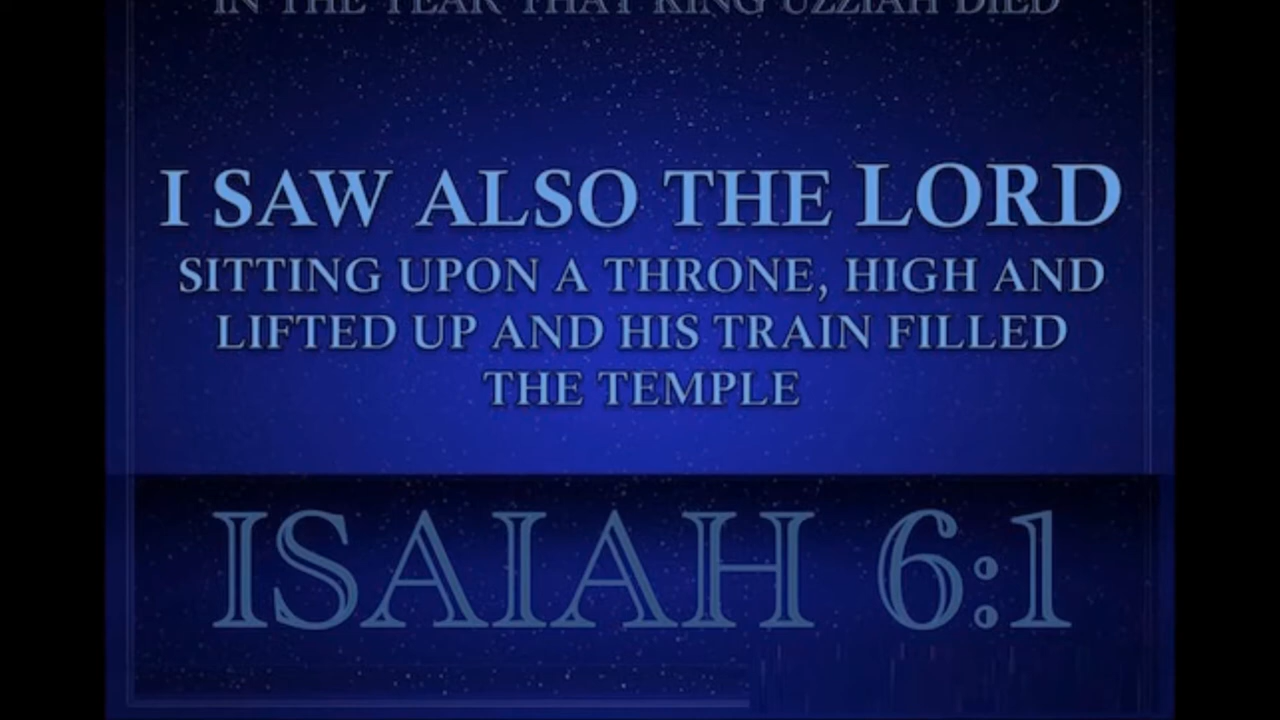 IN THE YEAR THAT KING UZZIAH DIED
I SAW ALSO THE LORD
SITTING UPON A THRONE, HIGH AND
LIFTED UP AND HIS TRAIN FILLED
THE TEMPLE
ISAIAH 6:1